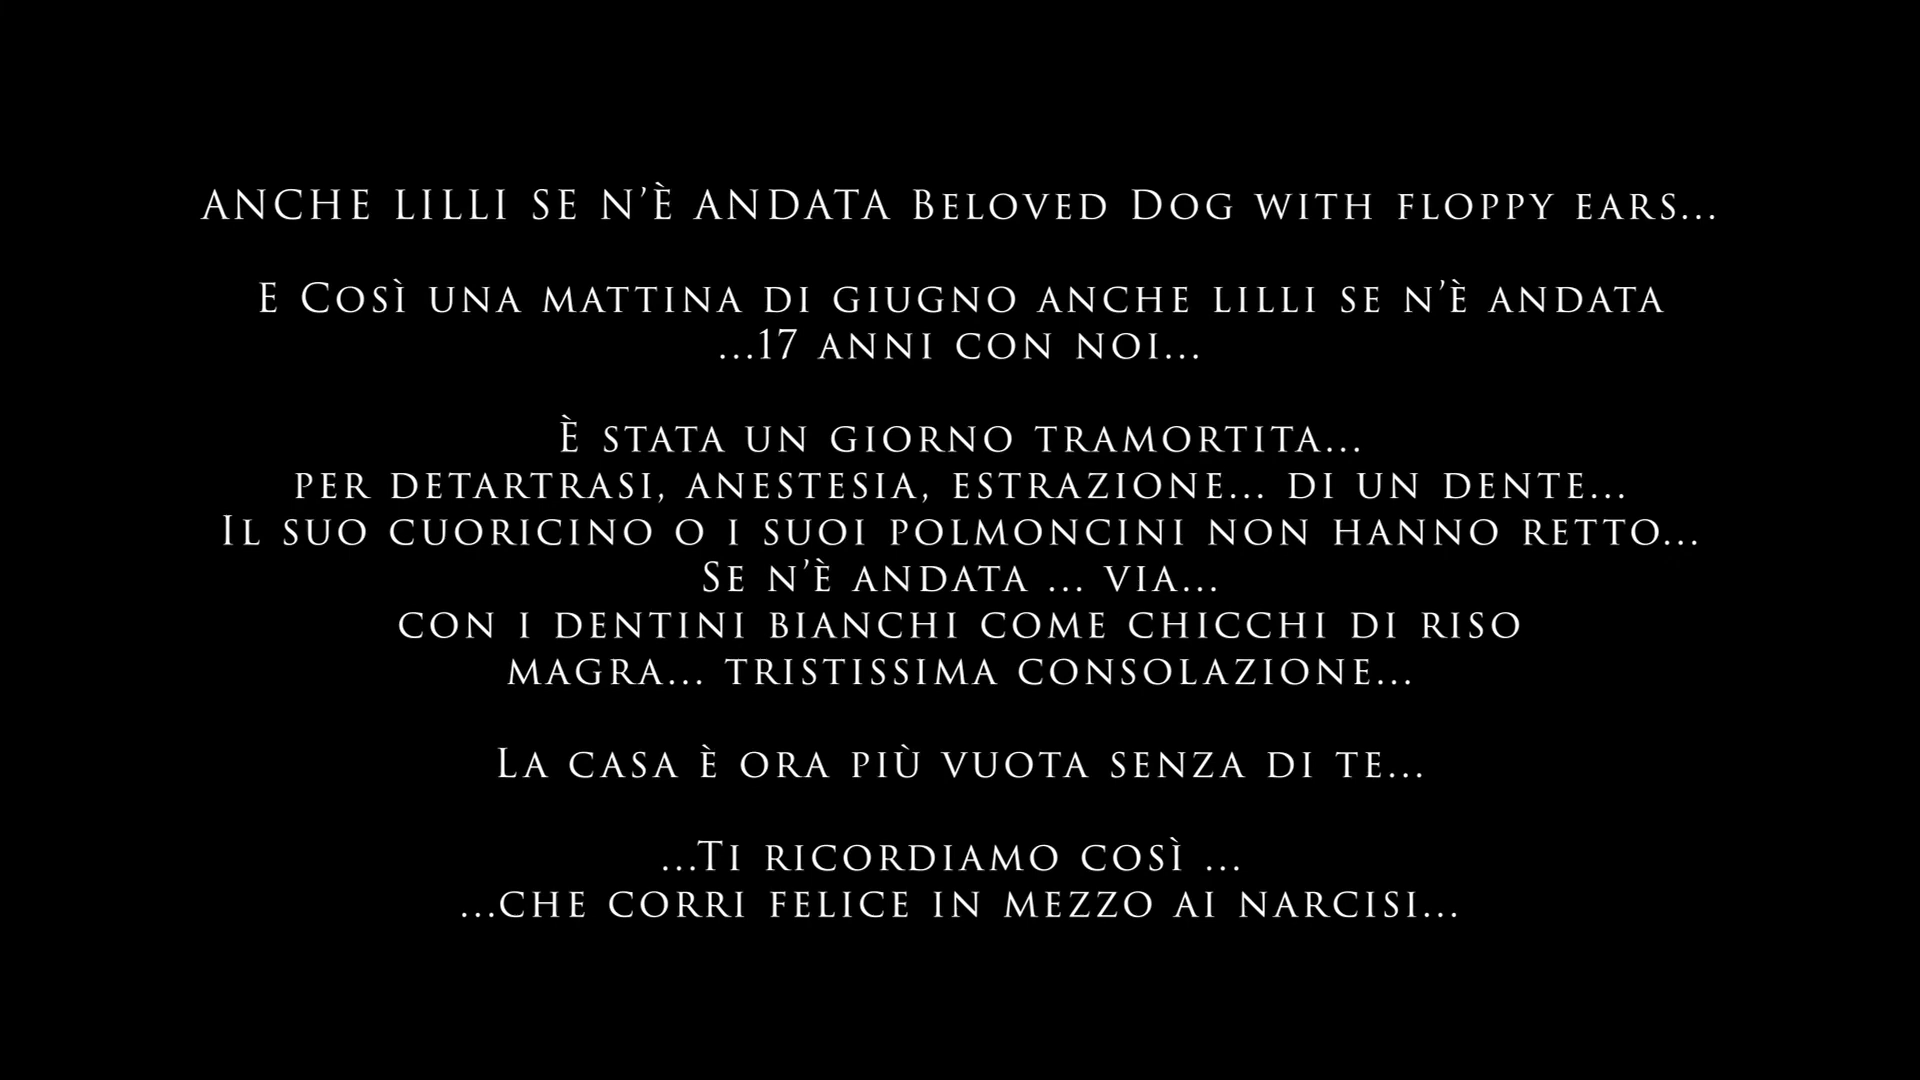 ANCHE LILLI SE N'È ANDATA Beloved Dog with floppy ears...
E Così una mattina di giugno anche lilli se n'è andata
...17 anni con noi...
È stata un giorno tramortita...
per detartrasi, anestesia, estrazione... di un dente...
Il suo cuoricino o i suoi polmoncini non hanno retto...
Se n'è andata ... via...
con i dentini bianchi come chicchi di riso
magra... tristissima consolazione...
La casa è ora più vuota senza di te...
...Ti ricordiamo così ...
...che corri felice in mezzo ai narcisi...